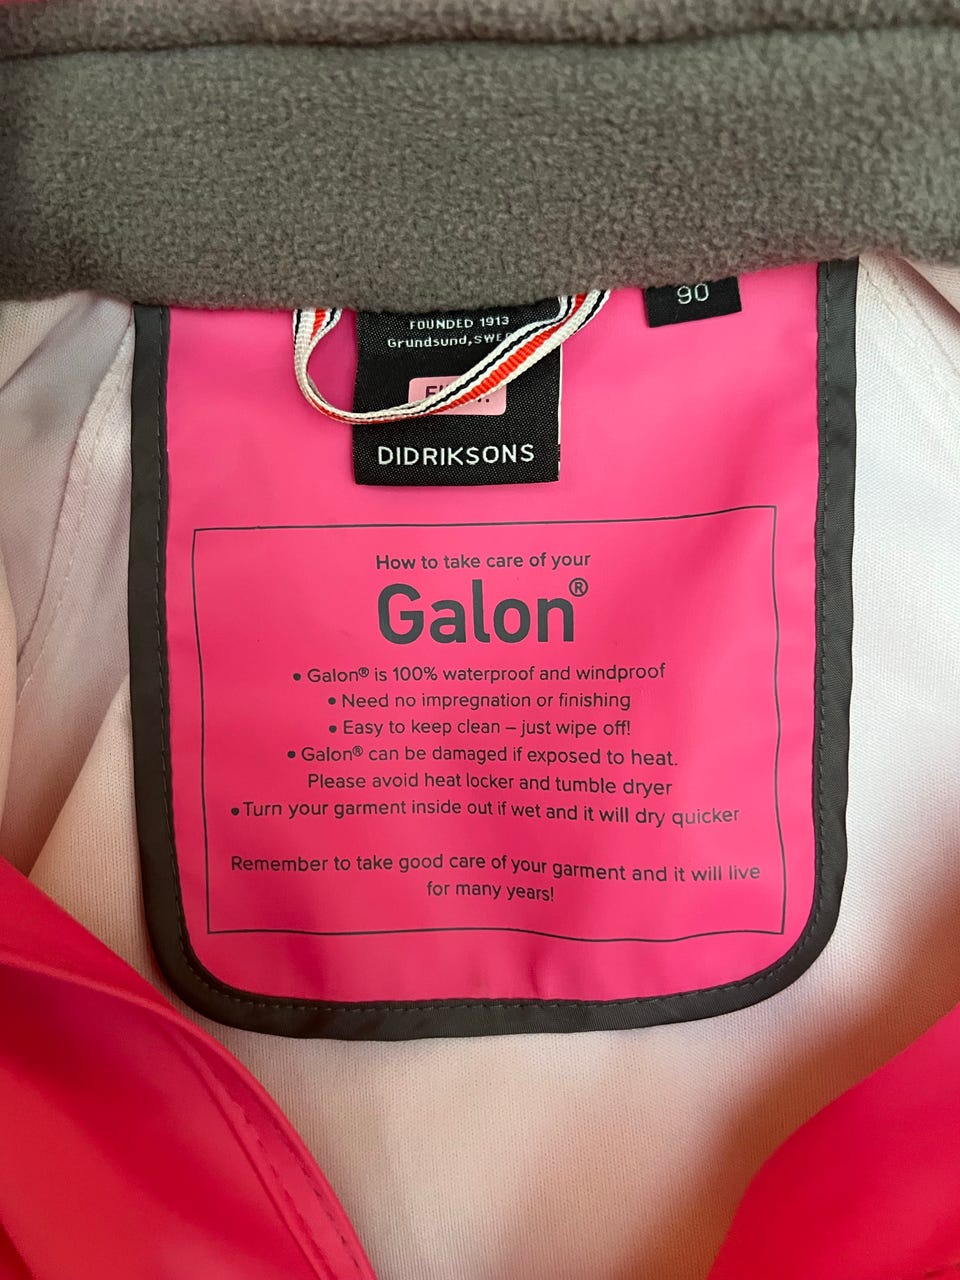 90
FOUNDED 1913
Grundsund,
DIDRIKSONS
How to take care of your
Galon®
• Galon® is 100% waterproof and windproof
• Need no impregnation or finishing
• Easy to keep clean – just wipe off!
• Galon® can be damaged if exposed to heat.
Please avoid heat locker and tumble dryer
• Turn your garment inside out if wet and it will dry quicker
Remember to take good care of your garment and it will live
for many years!